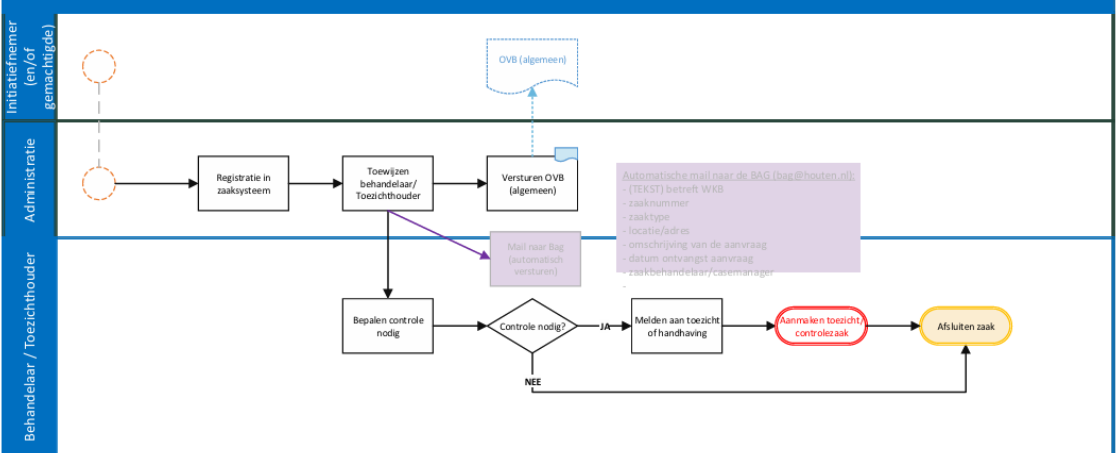 Initiatiefnemer
(en/of
gemachtigde)
OVB (algemeen)
Administratie
Registratie in
zaaksysteem
Toewijzen
behandelaar/
Toezichthouder
Versturen OVB
(algemeen)
Automatische mail naar de BAG (bag@houten.nl):
- (TEKST) betreft WKB
- zaaknummer
- zaaktype
- locatie/adres
- omschrijving van de aanvraag
- datum ontvangst aanvraag
- zaakbehandelaar/casemanager
-
Mail naar Bag
(automatisch
versturen)
Behandelaar / Toezichthouder
Bepalen controle
nodig
Controle nodig?
JA
Melden aan toezicht
of handhaving
Aanmaken toezicht/
controlezaak
Afsluiten zaak
NEE